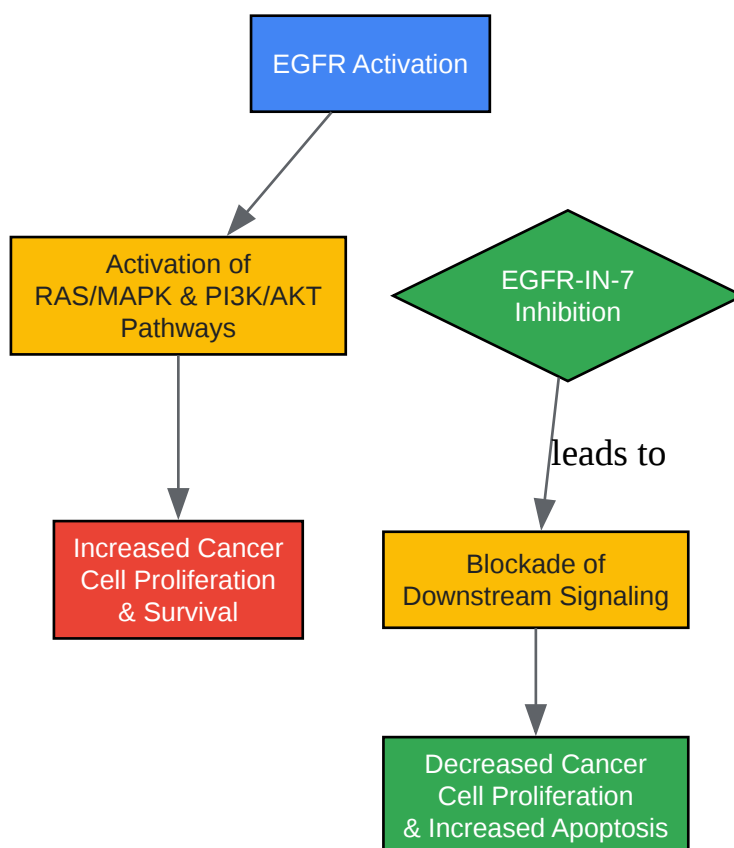 EGFR Activation
Activation of
RAS/MAPK & PI3K/AKT
Pathways
EGFR-IN-7
Inhibition
leads to
Increased Cancer
Cell Proliferation
& Survival
Blockade of
Downstream Signaling
Decreased Cancer
Cell Proliferation
& Increased Apoptosis